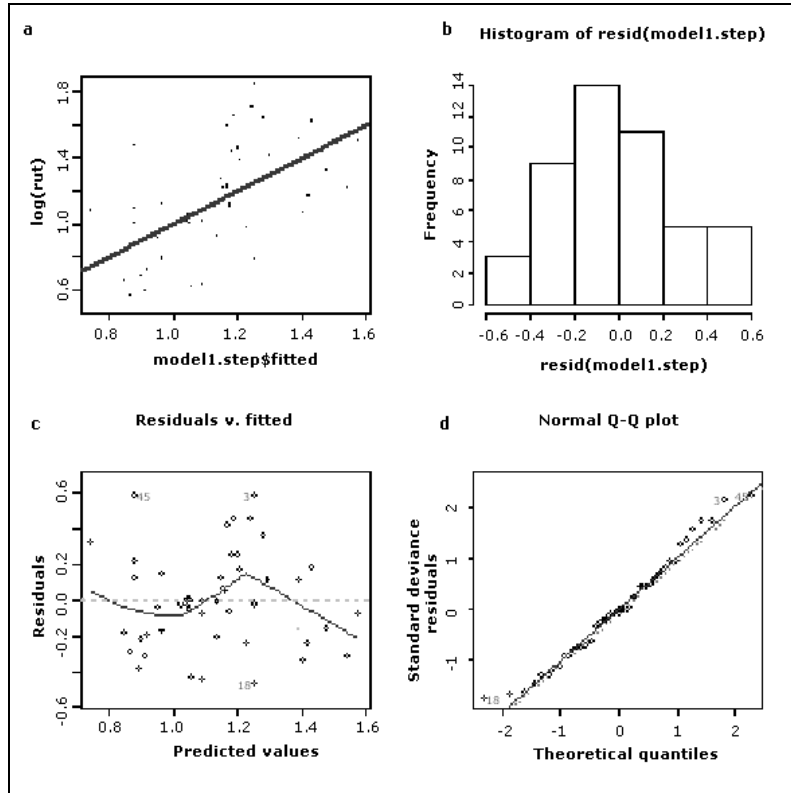 a
1.8
1.4
1.0
0.6
log(rut)
0.8 1.0 1.2 1.4 1.6
model1.step$fitted
b
Histogram of resid(model1.step)
14
10
8
6
4
2
0
Frequency
-0.6 -0.4 -0.2 0.0 0.2 0.4 0.6
resid(model1.step)
c
Residuals v. fitted
0.6
0.2
0.0
-0.2
-0.6
Residuals
45
3
18
0.8 1.0 1.2 1.4 1.6
Predicted values
d
Normal Q-Q plot
2
1
0
-1
Standard deviance
residuals
3
45
18
-2 -1 0 1 2
Theoretical quantiles